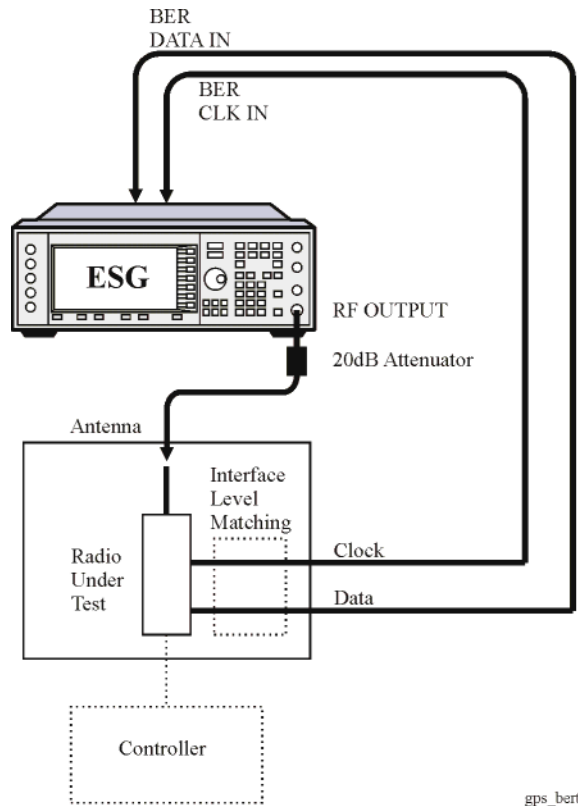 BER
DATA IN
BER
CLK IN
ESG
RF OUTPUT
20dB Attenuator
Antenna
Interface
Level
Matching
Radio
Under
Test
Clock
Data
Controller
gps_bert